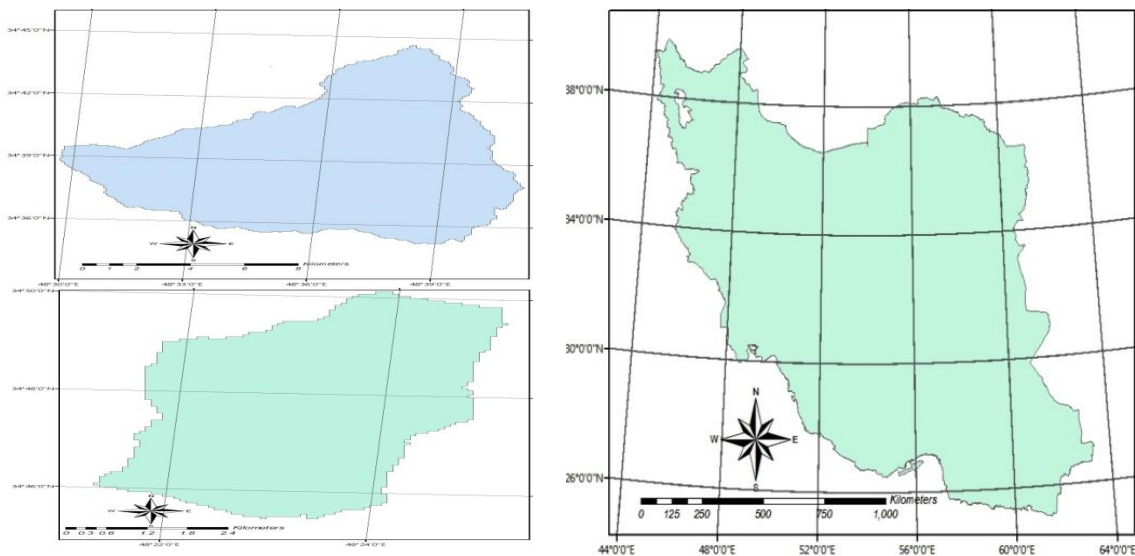 34°45'0"N
34°42'0"N
34°39'0"N
34°36'0"N
N
W E
S
Kilometers
0 1 2 4 6 8
48°30'0"E 48°33'0"E 48°36'0"E 48°39'0"E
34°50'0"N
34°48'0"N
34°46'0"N
N
W E
Kilometers
0 0.3 0.6 1.2 1.8 2.4
48°22'0"E 48°24'0"E
38°0'0"N
34°0'0"N
30°0'0"N
26°0'0"N
N
W E
S
Kilometers
0 125 250 500 750 1,000
44°0'0"E 48°0'0"E 52°0'0"E 56°0'0"E 60°0'0"E 64°0'0"E